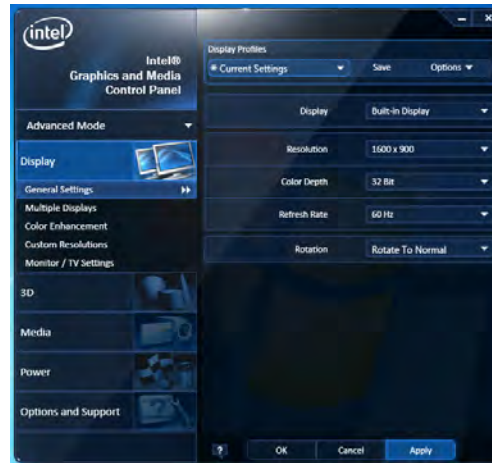 intel
Intel®
Graphics and Media
Control Panel
Advanced Mode
Display
General Settings
Multiple Displays
Color Enhancement
Custom Resolutions
Monitor / TV Settings
3D
Media
Power
Options and Support
Display Profiles
* Current Settings
Save
Options
Display
Built-in Display
Resolution
1600 x 900
Color Depth
32 Bit
Refresh Rate
60 Hz
Rotation
Rotate To Normal
?
OK
Cancel
Apply